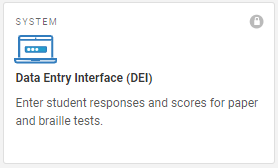 SYSTEM
Data Entry Interface (DEI)
Enter student responses and scores for paper
and braille tests.